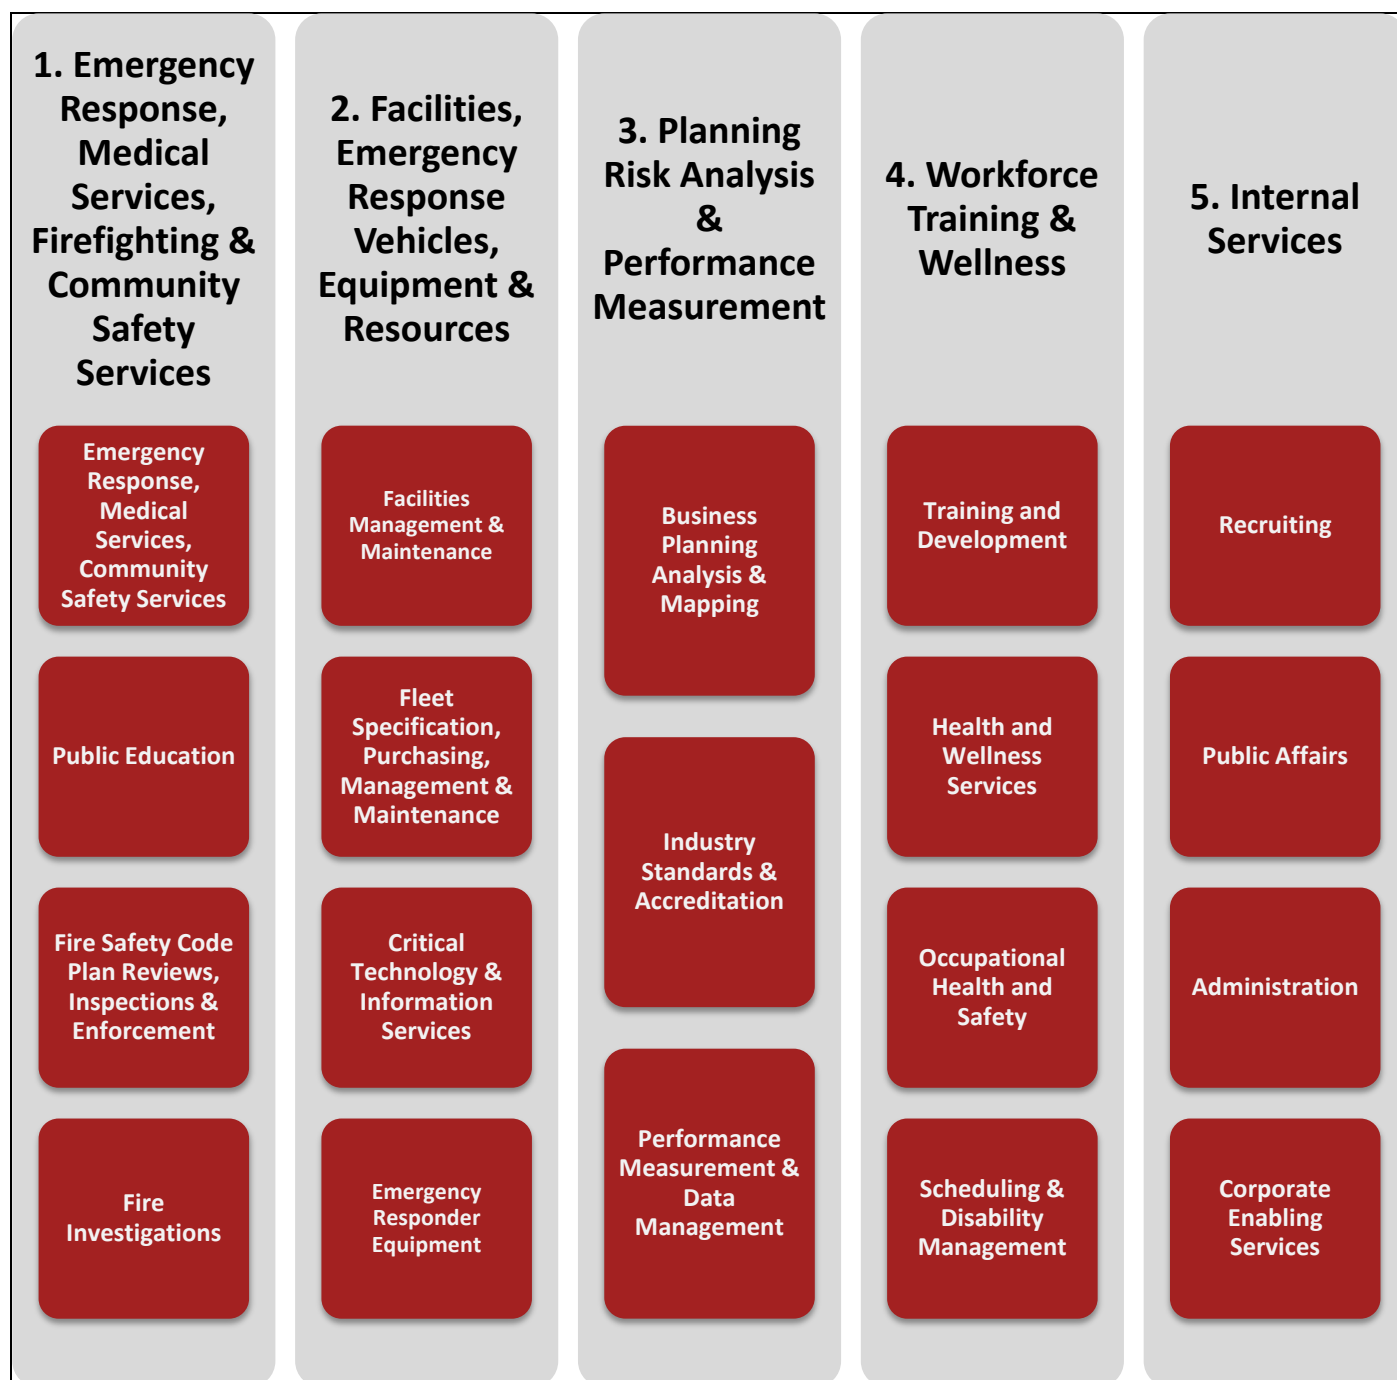 1. Emergency
Response,
Medical
Services,
Firefighting &
Community
Safety
Services
Emergency
Response,
Medical
Services,
Community
Safety Services
Public Education
Fire Safety Code
Plan Reviews,
Inspections &
Enforcement
Fire
Investigations
2. Facilities,
Emergency
Response
Vehicles,
Equipment &
Resources
Facilities
Management &
Maintenance
Fleet
Specification,
Purchasing,
Management &
Maintenance
Critical
Technology &
Information
Services
Emergency
Responder
Equipment
3. Planning
Risk Analysis
&
Performance
Measurement
Business
Planning
Analysis &
Mapping
Industry
Standards &
Accreditation
Performance
Measurement &
Data
Management
4. Workforce
Training &
Wellness
Training and
Development
Health and
Wellness
Services
Occupational
Health and
Safety
Scheduling &
Disability
Management
5. Internal
Services
Recruiting
Public Affairs
Administration
Corporate
Enabling
Services